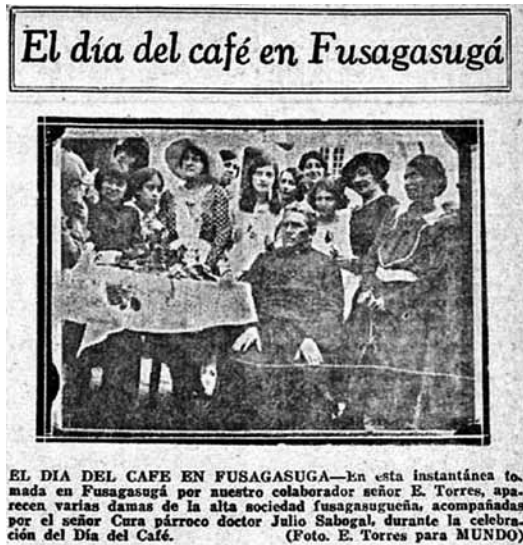 El día del café en Fusagasugá
EL DIA DEL CAFE EN FUSAGASUGA—En esta instantánea to-
mada en Fusagasugá por nuestro colaborador señor E. Torres, apa-
recen varias damas de la alta sociedad fusagasugueña, acompañadas
por el señor Cura párroco doctor Julio Sabogal, durante la celebra-
ción del Día del Café. (Foto. E. Torres para MUNDO)